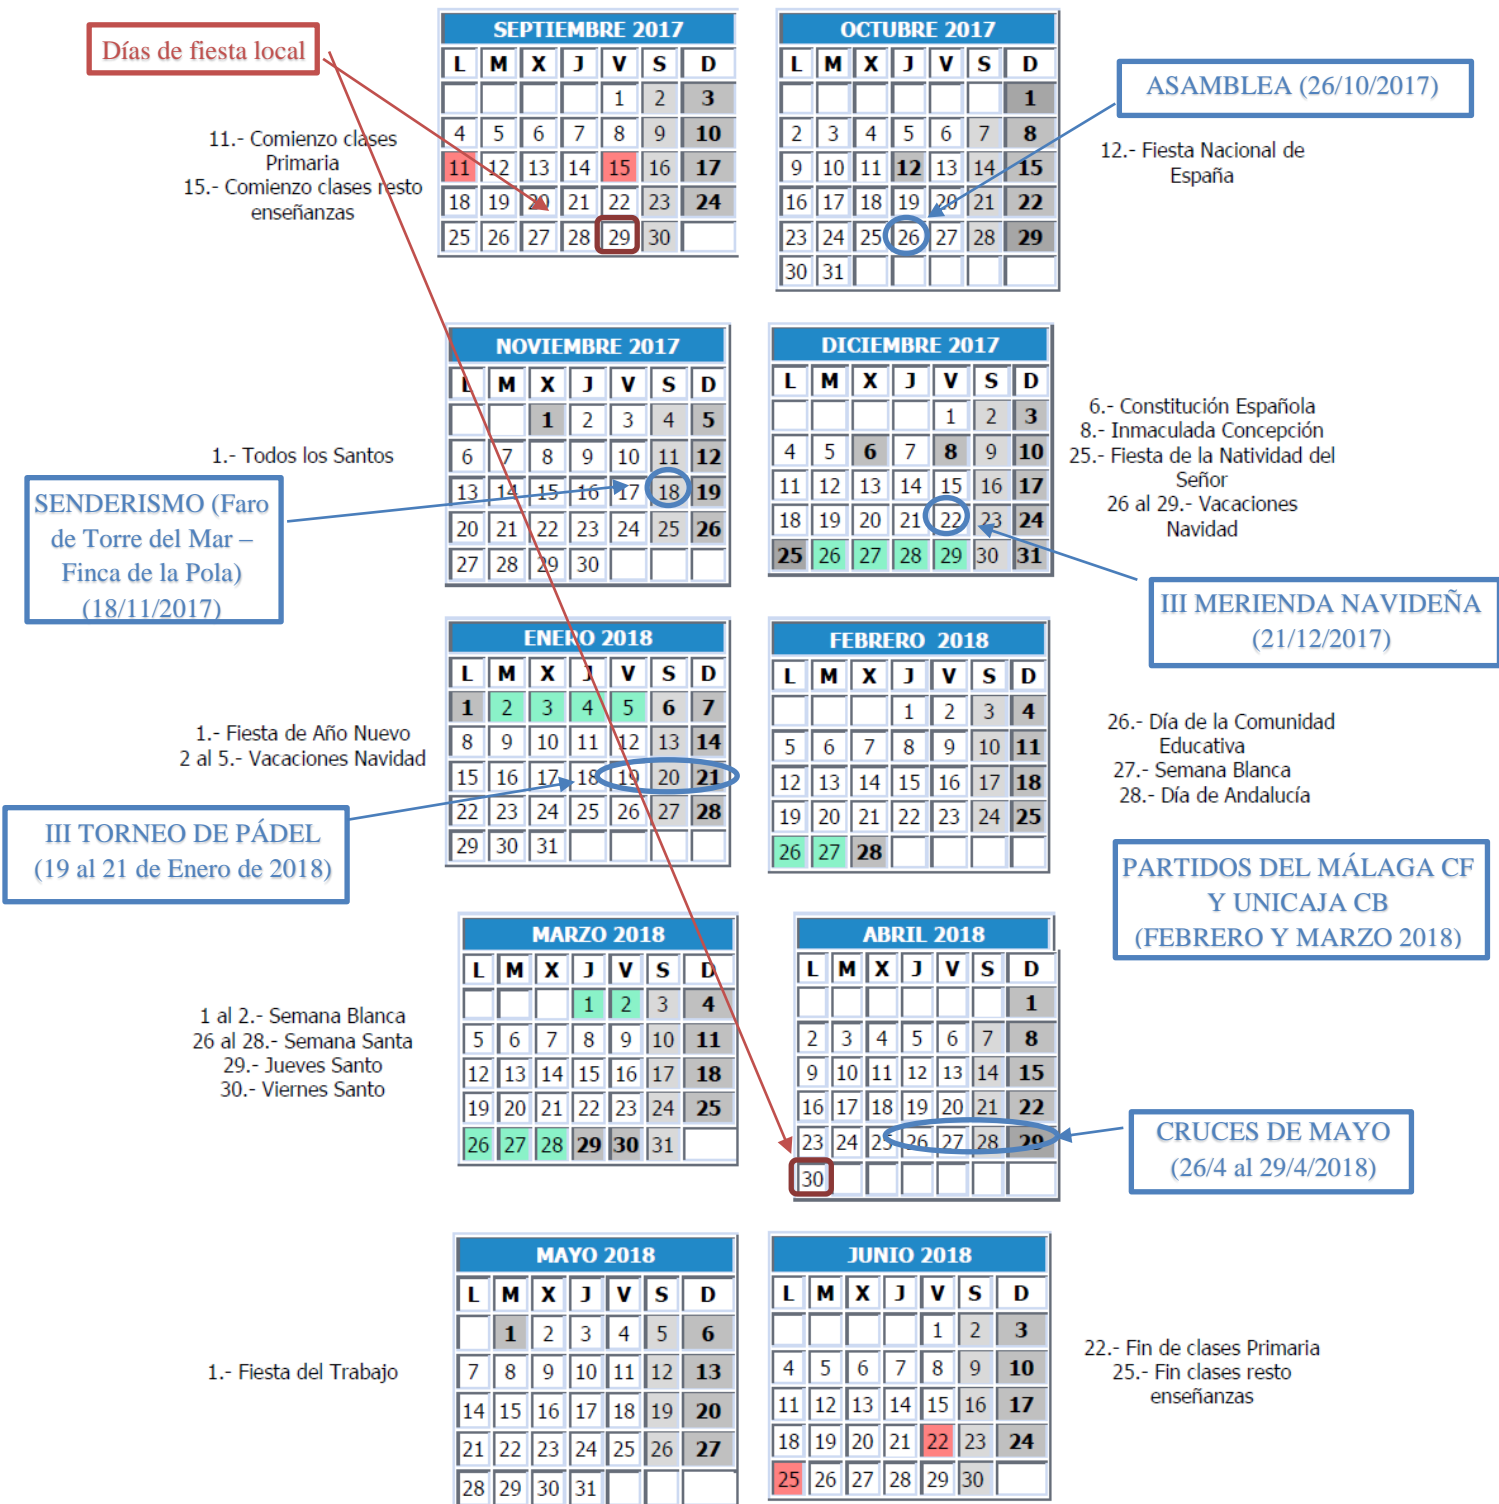 Días de fiesta local
SEPTIEMBRE 2017
L M X J V S D
1 2 3
4 5 6 7 8 9 10
11 12 13 14 15 16 17
18 19 20 21 22 23 24
25 26 27 28 29 30
11.- Comienzo clases
Primaria
15.- Comienzo clases resto
enseñanzas
OCTUBRE 2017
L M X J V S D
1
2 3 4 5 6 7 8
9 10 11 12 13 14 15
16 17 18 19 20 21 22
23 24 25 26 27 28 29
30 31
ASAMBLEA (26/10/2017)
12.- Fiesta Nacional de
España
NOVIEMBRE 2017
L M X J V S D
1 2 3 4 5
6 7 8 9 10 11 12
13 14 15 16 17 18 19
20 21 22 23 24 25 26
27 28 29 30
1.- Todos los Santos
SENDERISMO (Faro
de Torre del Mar –
Finca de la Pola)
(18/11/2017)
DICIEMBRE 2017
L M X J V S D
1 2 3
4 5 6 7 8 9 10
11 12 13 14 15 16 17
18 19 20 21 22 23 24
25 26 27 28 29 30 31
6.- Constitución Española
8.- Inmaculada Concepción
25.- Fiesta de la Natividad del
Señor
26 al 29.- Vacaciones
Navidad
III MERIENDA NAVIDEÑA
(21/12/2017)
ENERO 2018
L M X J V S D
1 2 3 4 5 6 7
8 9 10 11 12 13 14
15 16 17 18 19 20 21
22 23 24 25 26 27 28
29 30 31
1.- Fiesta de Año Nuevo
2 al 5.- Vacaciones Navidad
III TORNEO DE PÁDEL
(19 al 21 de Enero de 2018)
FEBRERO 2018
L M X J V S D
1 2 3 4
5 6 7 8 9 10 11
12 13 14 15 16 17 18
19 20 21 22 23 24 25
26 27 28
26.- Día de la Comunidad
Educativa
27.- Semana Blanca
28.- Día de Andalucía
PARTIDOS DEL MÁLAGA CF
Y UNICAJA CB
(FEBRERO Y MARZO 2018)
MARZO 2018
L M X J V S D
1 2 3 4
5 6 7 8 9 10 11
12 13 14 15 16 17 18
19 20 21 22 23 24 25
26 27 28 29 30 31
1 al 2.- Semana Blanca
26 al 28.- Semana Santa
29.- Jueves Santo
30.- Viernes Santo
ABRIL 2018
L M X J V S D
1
2 3 4 5 6 7 8
9 10 11 12 13 14 15
16 17 18 19 20 21 22
23 24 25 26 27 28 29
30
CRUCES DE MAYO
(26/4 al 29/4/2018)
MAYO 2018
L M X J V S D
1 2 3 4 5 6
7 8 9 10 11 12 13
14 15 16 17 18 19 20
21 22 23 24 25 26 27
28 29 30 31
1.- Fiesta del Trabajo
JUNIO 2018
L M X J V S D
1 2 3
4 5 6 7 8 9 10
11 12 13 14 15 16 17
18 19 20 21 22 23 24
25 26 27 28 29 30
22.- Fin de clases Primaria
25.- Fin clases resto
enseñanzas